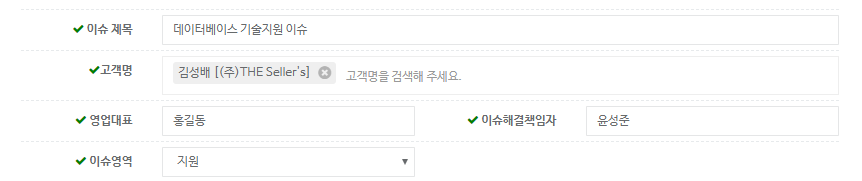 이슈 제목 데이터베이스 기술지원 이슈
고객명 김성배 [(주)THE Seller's] 고객명을 검색해 주세요.
영업대표 홍길동 이슈해결책임자 윤성준
이슈영역 지원